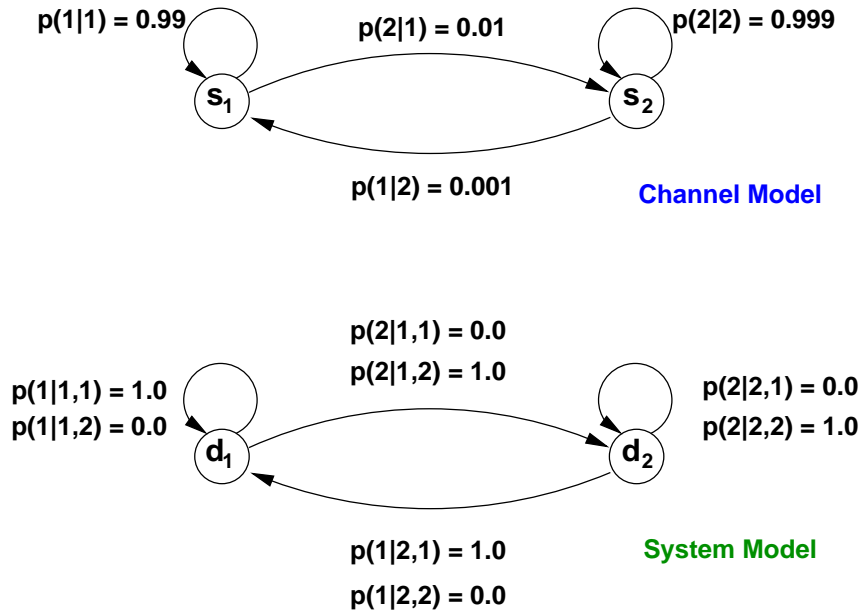 p(1|1) = 0.99
p(2|1) = 0.01
p(2|2) = 0.999
s1
s2
p(1|2) = 0.001
Channel Model
p(2|1,1) = 0.0
p(2|1,2) = 1.0
p(1|1,1) = 1.0
p(1|1,2) = 0.0
p(2|2,1) = 0.0
p(2|2,2) = 1.0
d1
d2
p(1|2,1) = 1.0
p(1|2,2) = 0.0
System Model